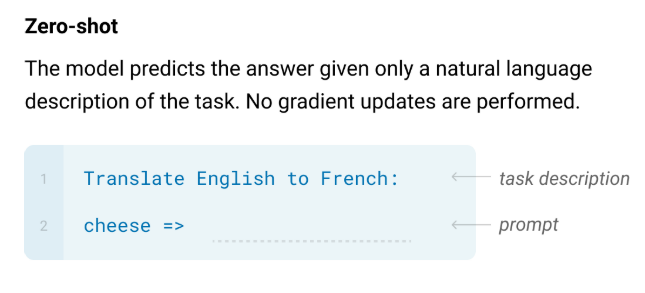 Zero-shot
The model predicts the answer given only a natural language
description of the task. No gradient updates are performed.
1 Translate English to French: ← task description
2 cheese => ← prompt